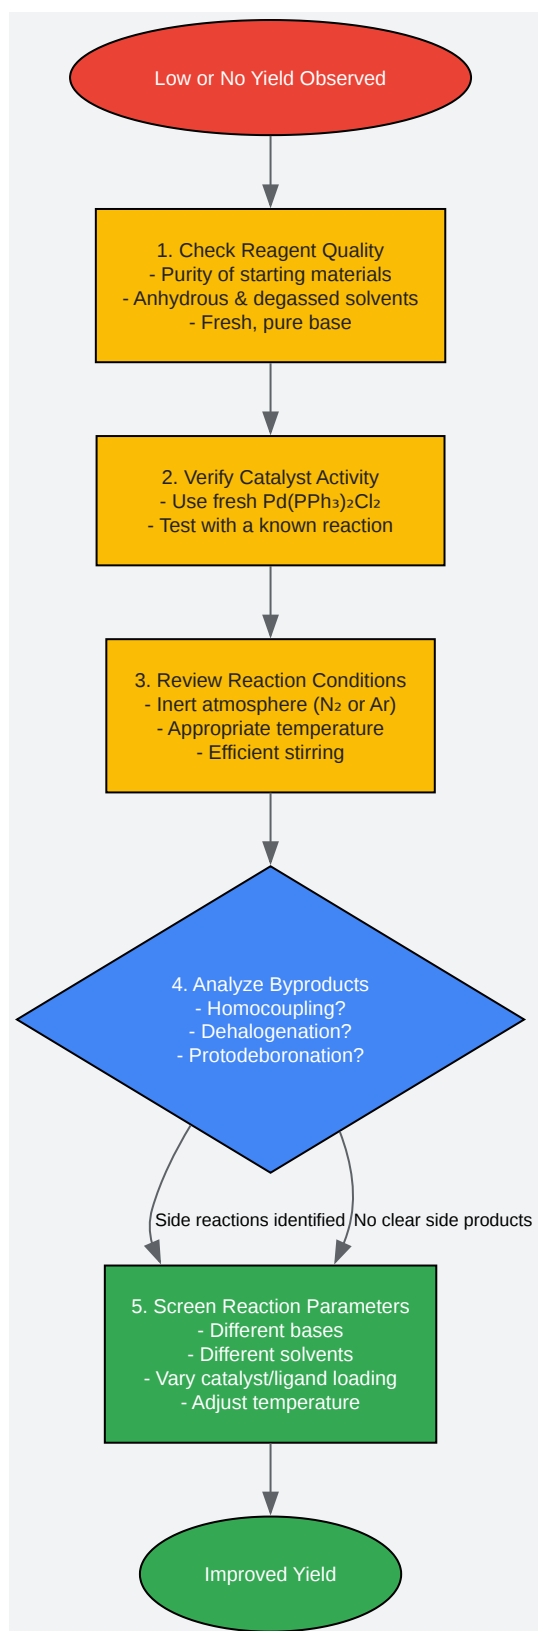 Low or No Yield Observed
1. Check Reagent Quality
- Purity of starting materials
- Anhydrous & degassed solvents
- Fresh, pure base
2. Verify Catalyst Activity
- Use fresh Pd(PPh₃)₂Cl₂
- Test with a known reaction
3. Review Reaction Conditions
- Inert atmosphere (N₂ or Ar)
- Appropriate temperature
- Efficient stirring
4. Analyze Byproducts
- Homocoupling?
- Dehalogenation?
- Protodeboronation?
Side reactions identified
No clear side products
5. Screen Reaction Parameters
- Different bases
- Different solvents
- Vary catalyst/ligand loading
- Adjust temperature
Improved Yield